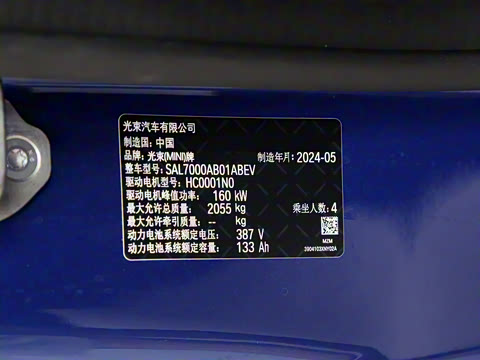 光束汽车有限公司
制造国: 中国
品牌: 光束(MINI)牌 制造年月: 2024-05
整车型号: SAL7000AB01ABEV
驱动电机型号: HC0001N0
驱动电机峰值功率: 160 kW
最大允许总质量: 2055 kg 乘坐人数: 4
最大允许牵引质量: -- kg
动力电池系统额定电压: 387 V
动力电池系统额定容量: 133 Ah
MZM
3904103XNY02A